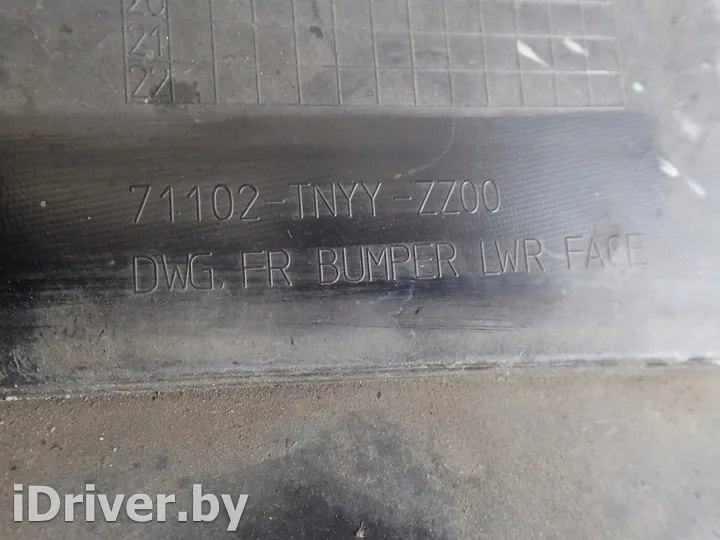 20
21
22
71102-TNYY-ZZ00
DWG. FR BUMPER LWR FACE
iDriver.by